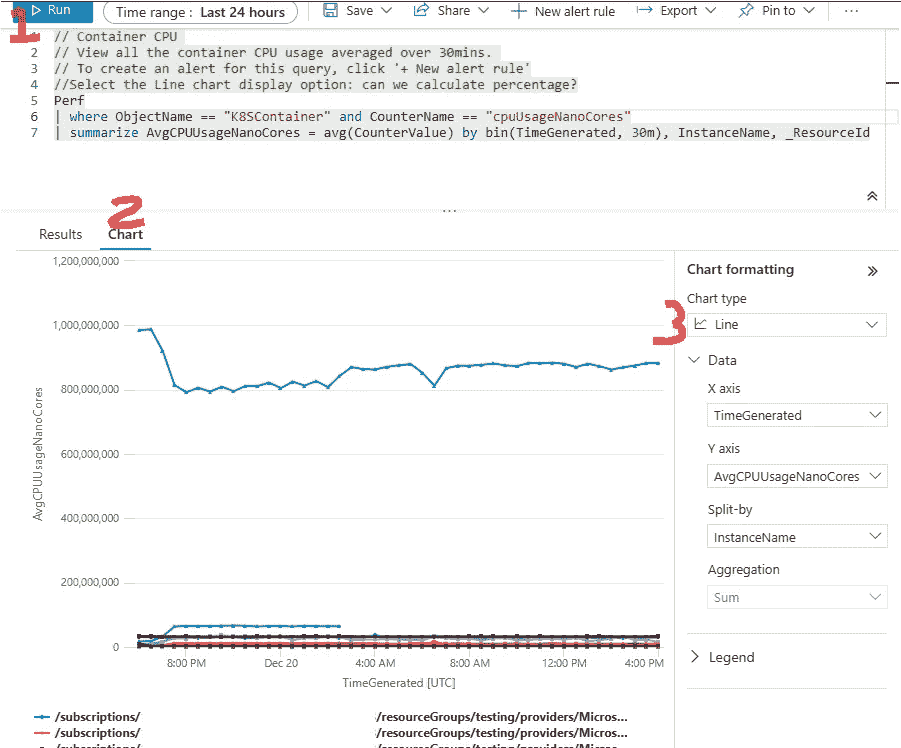 1
Run
Time range : Last 24 hours
Save
Share
New alert rule
Export
Pin to
...
// Container CPU
2 // View all the container CPU usage averaged over 30mins.
3 // To create an alert for this query, click '+ New alert rule'
4 //Select the Line chart display option: can we calculate percentage?
5 Perf
6 | where ObjectName == "K8SContainer" and CounterName == "cpuUsageNanoCores"
7 | summarize AvgCPUUsageNanoCores = avg(CounterValue) by bin(TimeGenerated, 30m), InstanceName, _ResourceId
...
2
Results
Chart
1,200,000,000
1,000,000,000
800,000,000
600,000,000
400,000,000
200,000,000
0
AvgCPUUsageNanoCores
8:00 PM
Dec 20
4:00 AM
8:00 AM
12:00 PM
4:00 PM
TimeGenerated [UTC]
/subscriptions/ /resourceGroups/testing/providers/Micros...
/subscriptions/ /resourceGroups/testing/providers/Micros...
Chart formatting
Chart type
3
Line
Data
X axis
TimeGenerated
Y axis
AvgCPUUsageNanoCores
Split-by
InstanceName
Aggregation
Sum
Legend